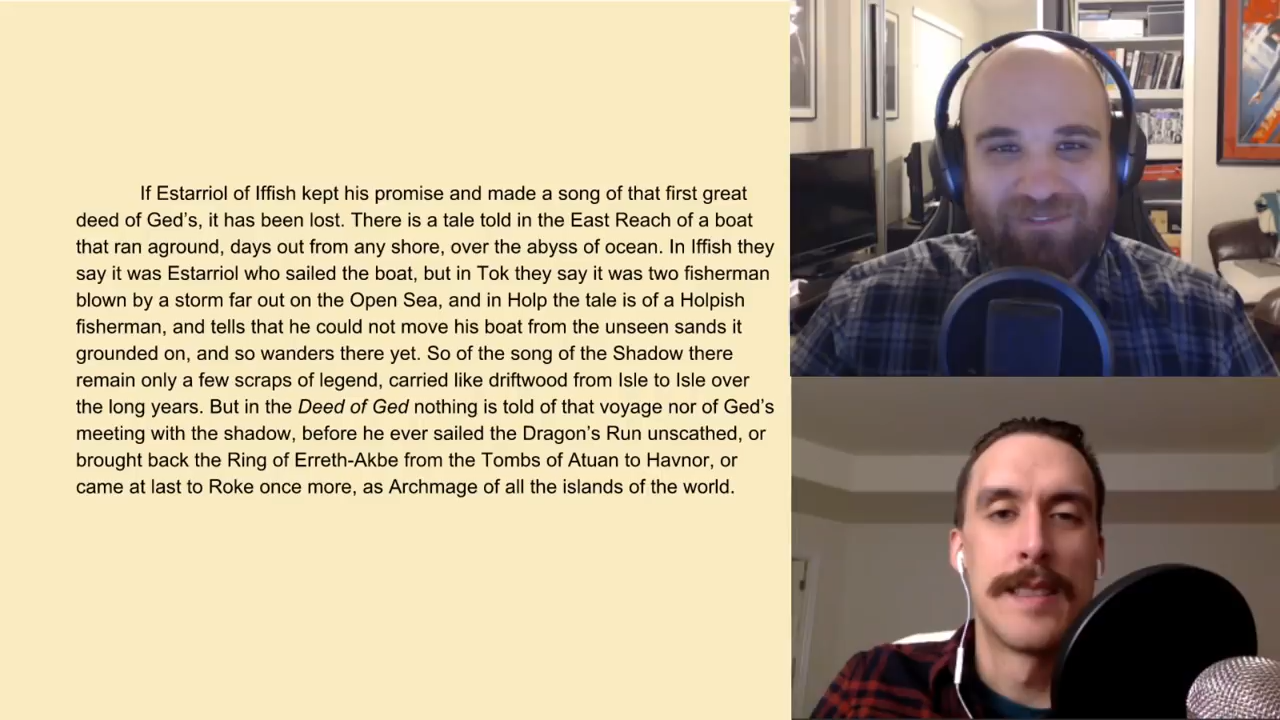 If Estarriol of Iffish kept his promise and made a song of that first great
deed of Ged’s, it has been lost. There is a tale told in the East Reach of a boat
that ran aground, days out from any shore, over the abyss of ocean. In Iffish they
say it was Estarriol who sailed the boat, but in Tok they say it was two fisherman
blown by a storm far out on the Open Sea, and in Holp the tale is of a Holpish
fisherman, and tells that he could not move his boat from the unseen sands it
grounded on, and so wanders there yet. So of the song of the Shadow there
remain only a few scraps of legend, carried like driftwood from Isle to Isle over
the long years. But in the Deed of Ged nothing is told of that voyage nor of Ged’s
meeting with the shadow, before he ever sailed the Dragon’s Run unscathed, or
brought back the Ring of Erreth-Akbe from the Tombs of Atuan to Havnor, or
came at last to Roke once more, as Archmage of all the islands of the world.